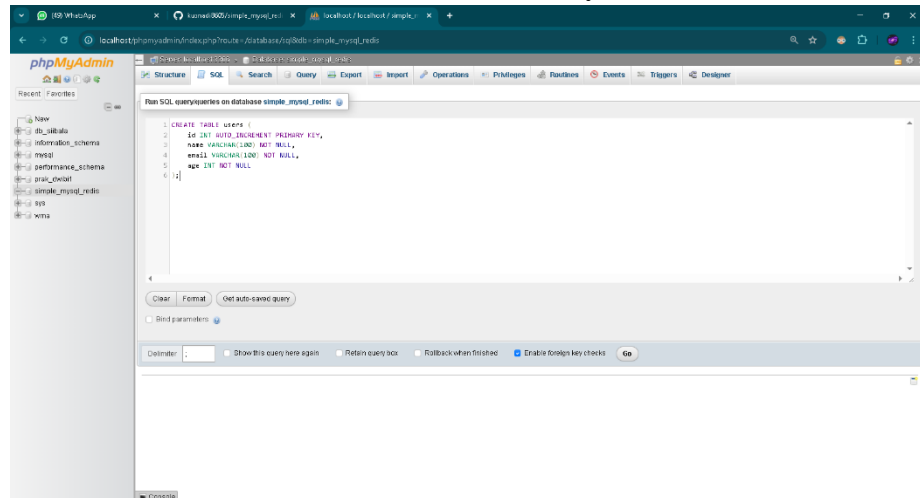 (49) WhatsApp
kusnadi8605/simple_mysql_red
localhost / localhost / simple_r
localhost/phpmyadmin/index.php?route=/database/sql&db=simple_mysql_redis
phpMyAdmin
Recent Favorites
New
db_silbala
information_schema
mysql
performance_schema
prak_dwibit
simple_mysql_redis
sys
wma
Structure SQL Search Query Export Import Operations Privileges Routines Events Triggers Designer
Run SQL query/queries on database simple_mysql_redis:
1 CREATE TABLE users (
2 id INT AUTO_INCREMENT PRIMARY KEY,
3 name VARCHAR(100) NOT NULL,
4 email VARCHAR(100) NOT NULL,
5 age INT NOT NULL
6 );
Clear Format Get auto-saved query
Bind parameters
Delimiter ; Show this query here again Retain query box Rollback when finished Enable foreign key checks Go
Console